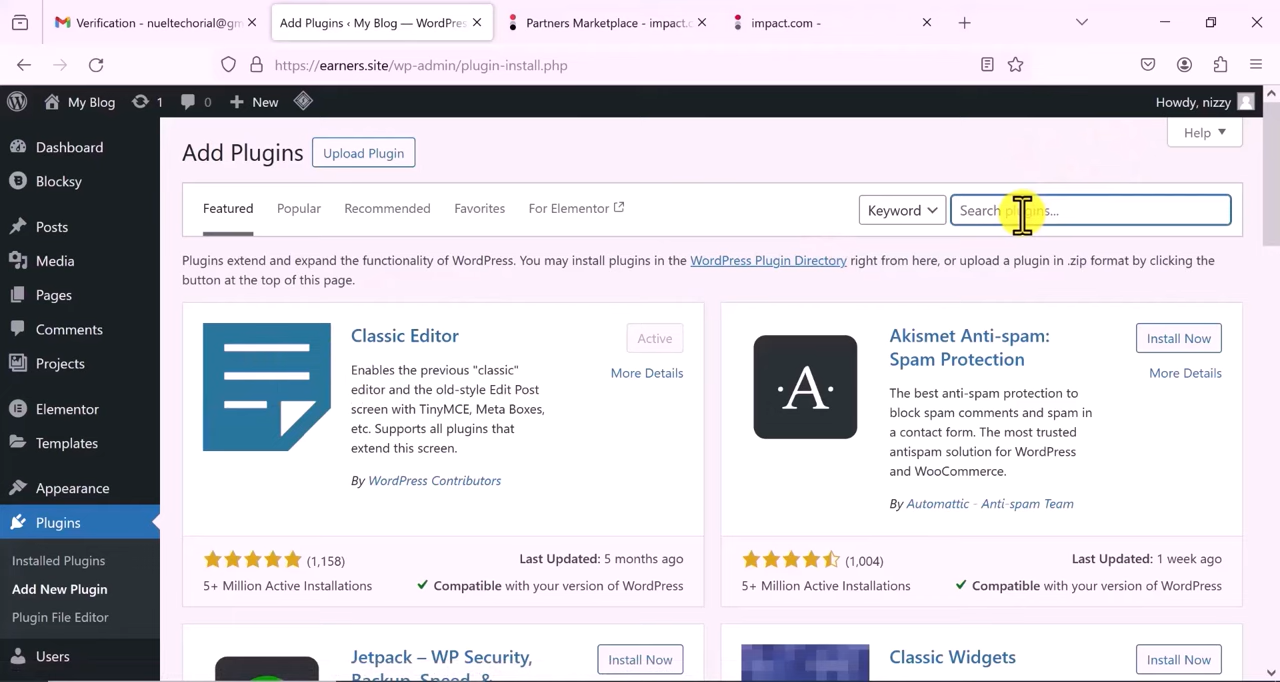 Verification - nueltechorial@gm
Add Plugins ‹ My Blog — WordPres
Partners Marketplace - impact.c
impact.com -
https://earners.site/wp-admin/plugin-install.php
My Blog
1
0
New
Howdy, nizzy
Dashboard
Blocksy
Posts
Media
Pages
Comments
Projects
Elementor
Templates
Appearance
Plugins
Installed Plugins
Add New Plugin
Plugin File Editor
Users
Help
Add Plugins
Upload Plugin
Featured
Popular
Recommended
Favorites
For Elementor
Keyword
Search plugins...
Plugins extend and expand the functionality of WordPress. You may install plugins in the WordPress Plugin Directory right from here, or upload a plugin in .zip format by clicking the
button at the top of this page.
Classic Editor
Active
More Details
Enables the previous "classic"
editor and the old-style Edit Post
screen with TinyMCE, Meta Boxes,
etc. Supports all plugins that
extend this screen.
By WordPress Contributors
(1,158)
Last Updated: 5 months ago
5+ Million Active Installations
Compatible with your version of WordPress
A
Akismet Anti-spam:
Spam Protection
Install Now
More Details
The best anti-spam protection to
block spam comments and spam in
a contact form. The most trusted
antispam solution for WordPress
and WooCommerce.
By Automattic - Anti-spam Team
(1,004)
Last Updated: 1 week ago
5+ Million Active Installations
Compatible with your version of WordPress
Jetpack – WP Security,
Backup, Speed, &
Install Now
Classic Widgets
Install Now